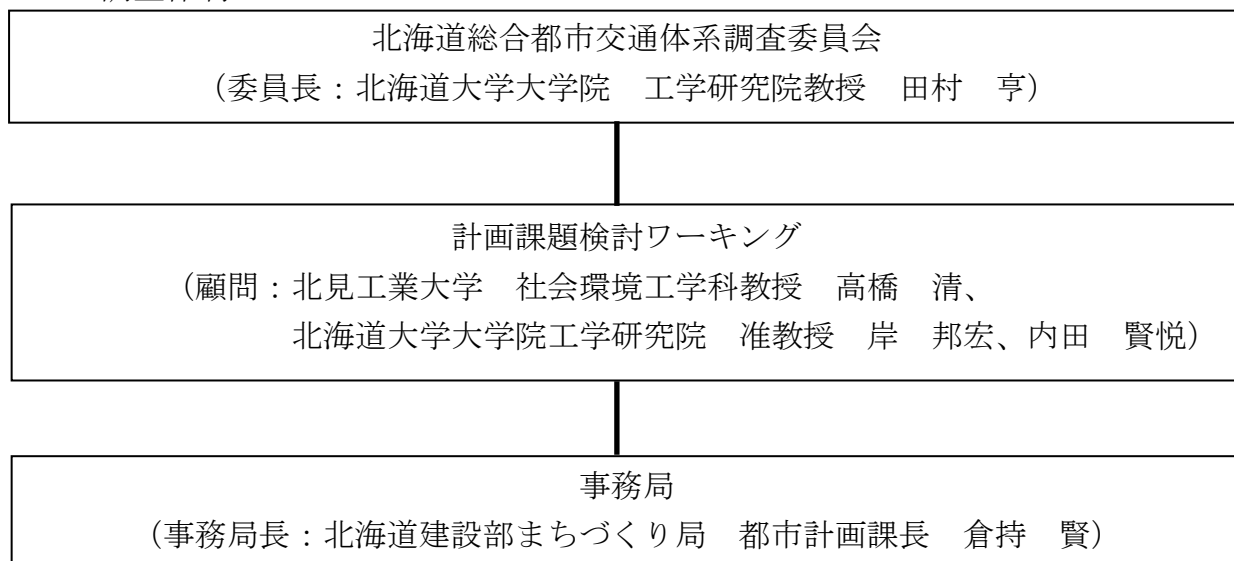 北海道総合都市交通体系調査委員会
（委員長：北海道大学大学院　工学研究院教授　田村　亨）
計画課題検討ワーキング
（顧問：北見工業大学　社会環境工学科教授　高橋　清、
北海道大学大学院工学研究院　准教授　岸　邦宏、内田　賢悦）
事務局
（事務局長：北海道建設部まちづくり局　都市計画課長　倉持　賢）